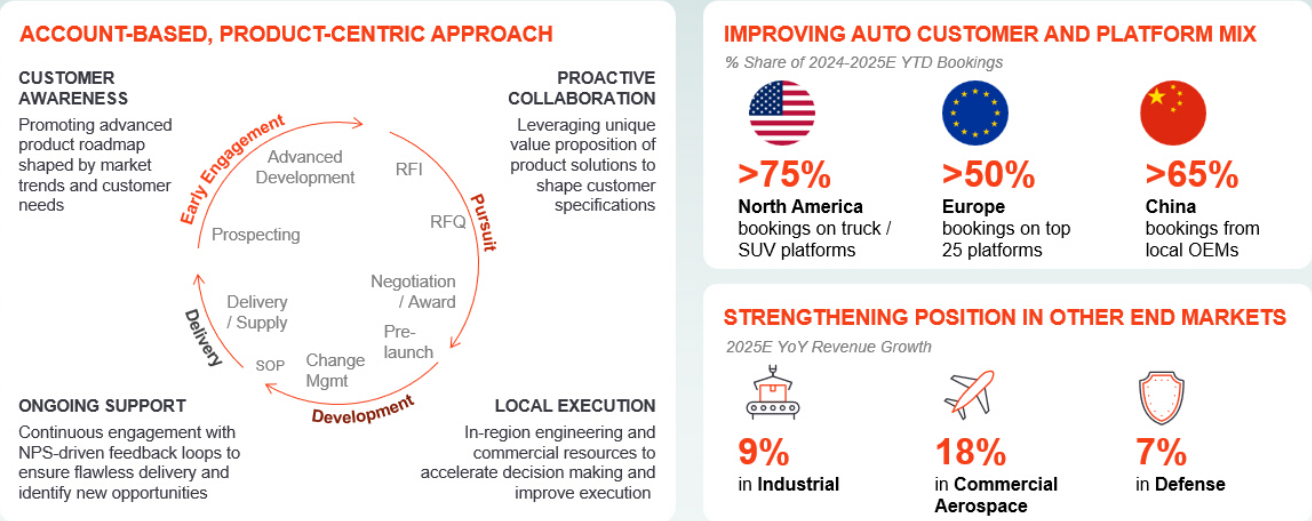 ACCOUNT-BASED, PRODUCT-CENTRIC APPROACH
CUSTOMER
AWARENESS
Promoting advanced
product roadmap
shaped by market
trends and customer
needs
PROACTIVE
COLLABORATION
Leveraging unique
value proposition of
product solutions to
shape customer
specifications
Early Engagement
Advanced
Development
Prospecting
RFI
RFQ
Pursuit
Negotiation
/ Award
Pre-
launch
Change
Mgmt
Development
SOP
Delivery
/ Supply
Delivery
ONGOING SUPPORT
Continuous engagement with
NPS-driven feedback loops to
ensure flawless delivery and
identify new opportunities
LOCAL EXECUTION
In-region engineering and
commercial resources to
accelerate decision making and
improve execution
IMPROVING AUTO CUSTOMER AND PLATFORM MIX
% Share of 2024-2025E YTD Bookings
>75%
North America
bookings on truck /
SUV platforms
>50%
Europe
bookings on top
25 platforms
>65%
China
bookings from
local OEMs
STRENGTHENING POSITION IN OTHER END MARKETS
2025E YoY Revenue Growth
9%
in Industrial
18%
in Commercial
Aerospace
7%
in Defense